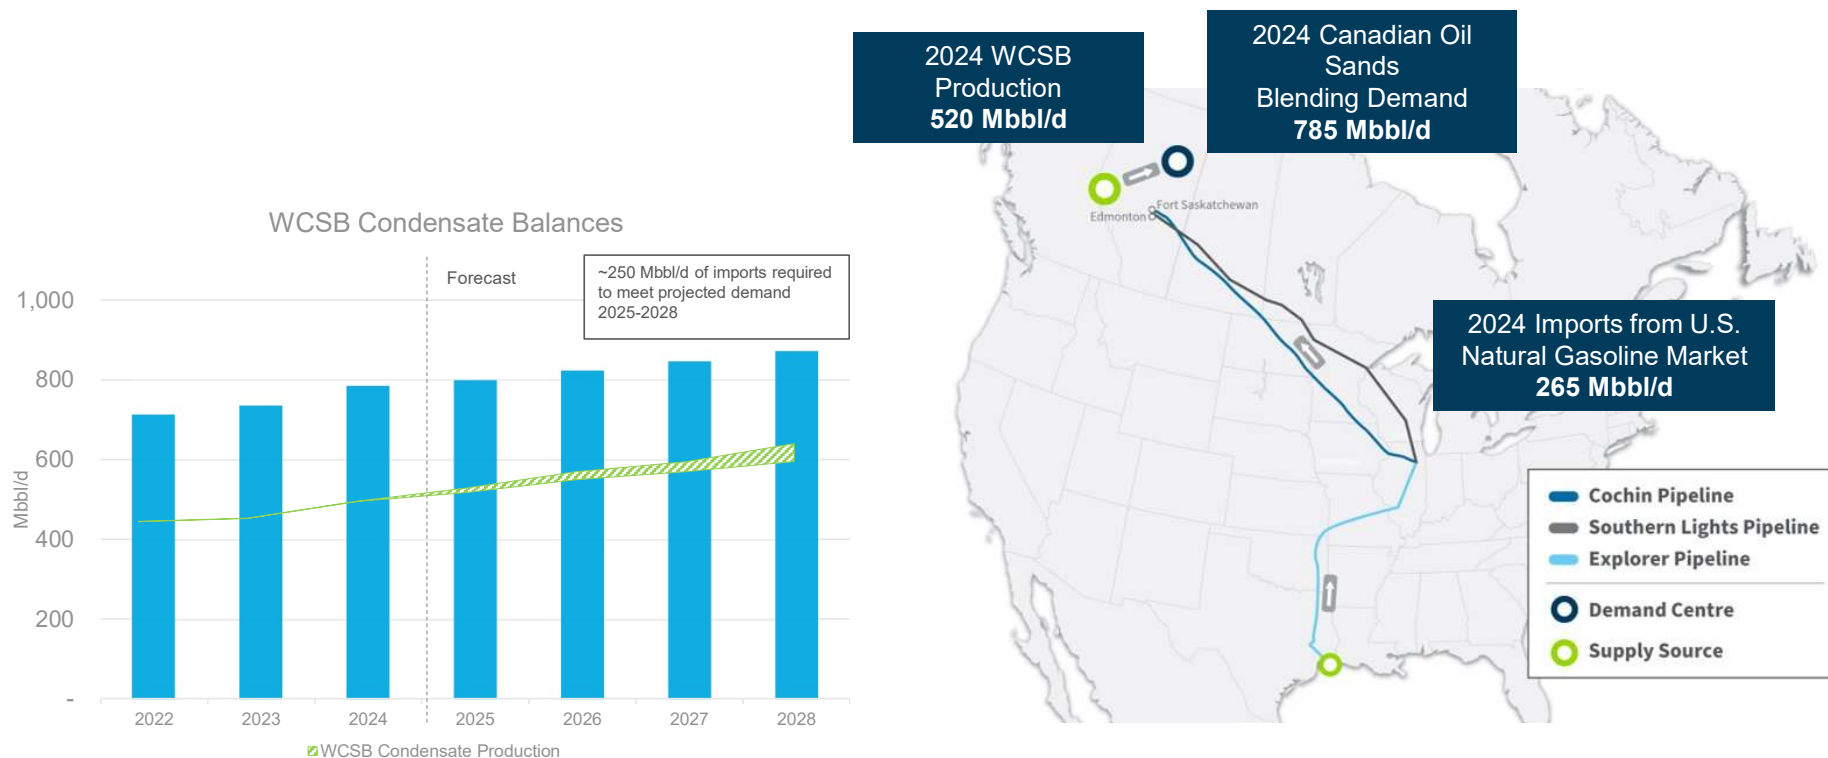 2024 WCSB
Production
520 Mbbl/d
2024 Canadian Oil
Sands
Blending Demand
785 Mbbl/d
Fort Saskatchewan
Edmonton
2024 Imports from U.S.
Natural Gasoline Market
265 Mbbl/d
Cochin Pipeline
Southern Lights Pipeline
Explorer Pipeline
Demand Centre
Supply Source
WCSB Condensate Balances
Forecast
~250 Mbbl/d of imports required
to meet projected demand
2025-2028
Mbbl/d
1,000
800
600
400
200
-
2022 2023 2024 2025 2026 2027 2028
WCSB Condensate Production